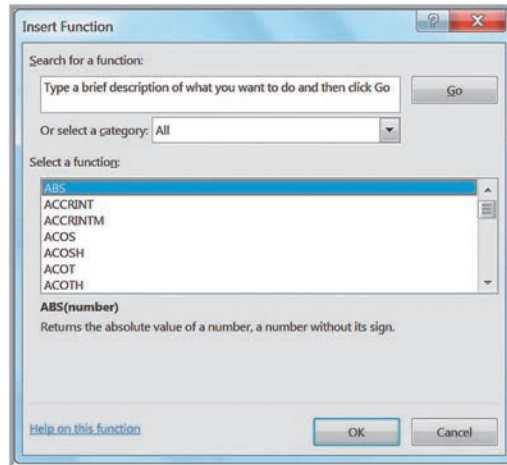 Insert Function
Search for a function:
Type a brief description of what you want to do and then click Go
Go
Or select a category: All
Select a function:
ABS
ACCRINT
ACCRINTM
ACOS
ACOSH
ACOT
ACOTH
ABS(number)
Returns the absolute value of a number, a number without its sign.
Help on this function
OK
Cancel